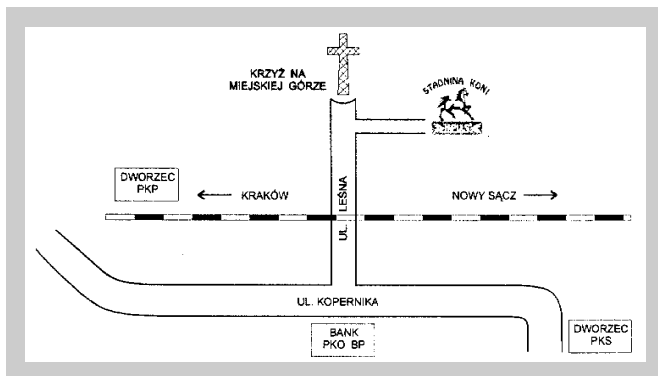 KRZYŻ NA
MIEJSKIEJ GÓRZE
STADNINA KONI
DWORZEC
PKP
KRAKÓW
UL. LEŚNA
NOWY SĄCZ
UL. KOPERNIKA
BANK
PKO BP
DWORZEC
PKS